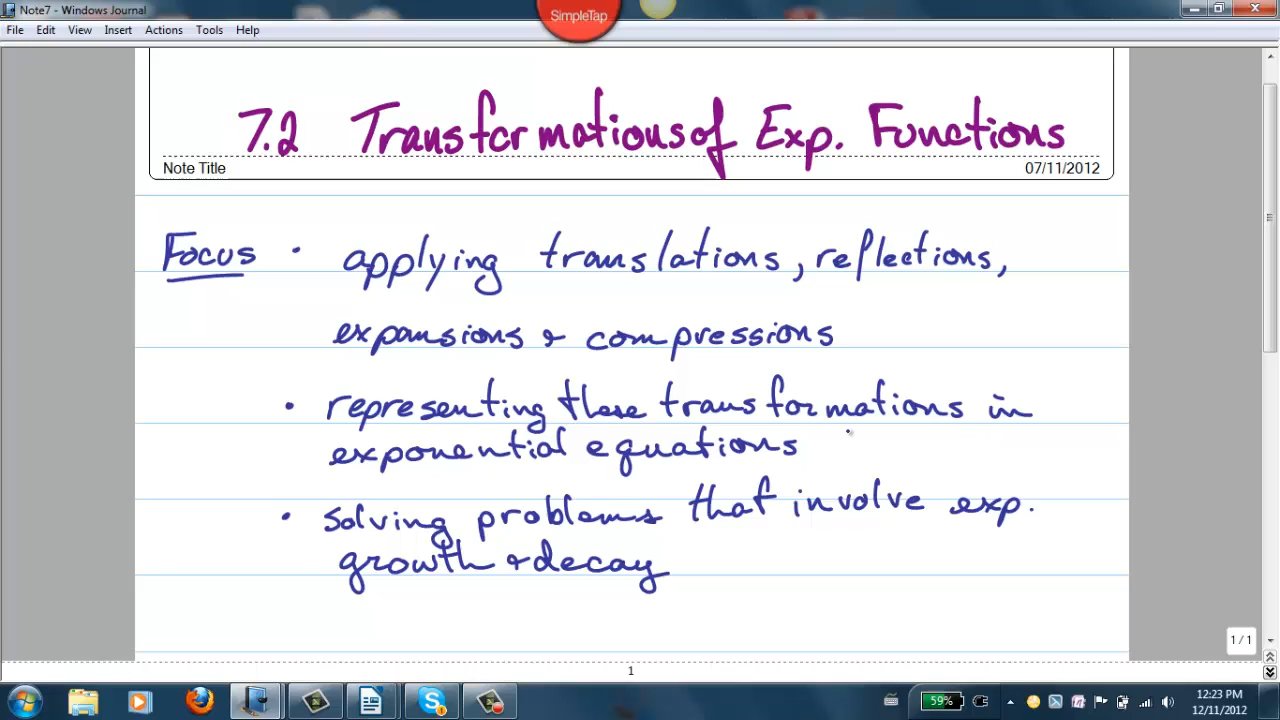 Note7 - Windows Journal
SimpleTap
File Edit View Insert Actions Tools Help
7.2 Transformations of Exp. Functions
Note Title
07/11/2012
Focus • applying translations, reflections,
expansions & compressions
• representing these transformations in
exponential equations
• solving problems that involve exp.
growth & decay
1 / 1
1
59%
12:23 PM
12/11/2012